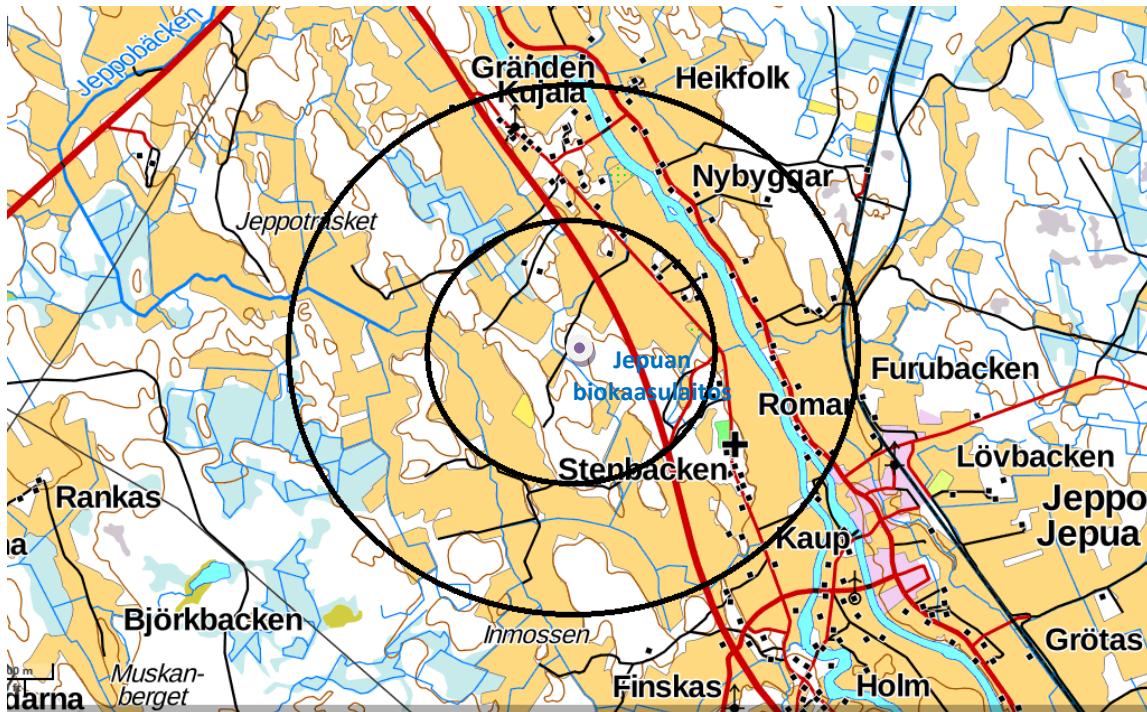 Jeppobäcken
Gränden
Kujala
Heikfolk
Nybyggar
Jeppoträsket
Jepuan
biokaasulaitos
Furubacken
Romar
Stenbacken
Lövbacken
Rankas
Jeppo
Jepua
Kaup
Björkbacken
Inmossen
Grötas
Muskan-
berget
Finskas
Holm